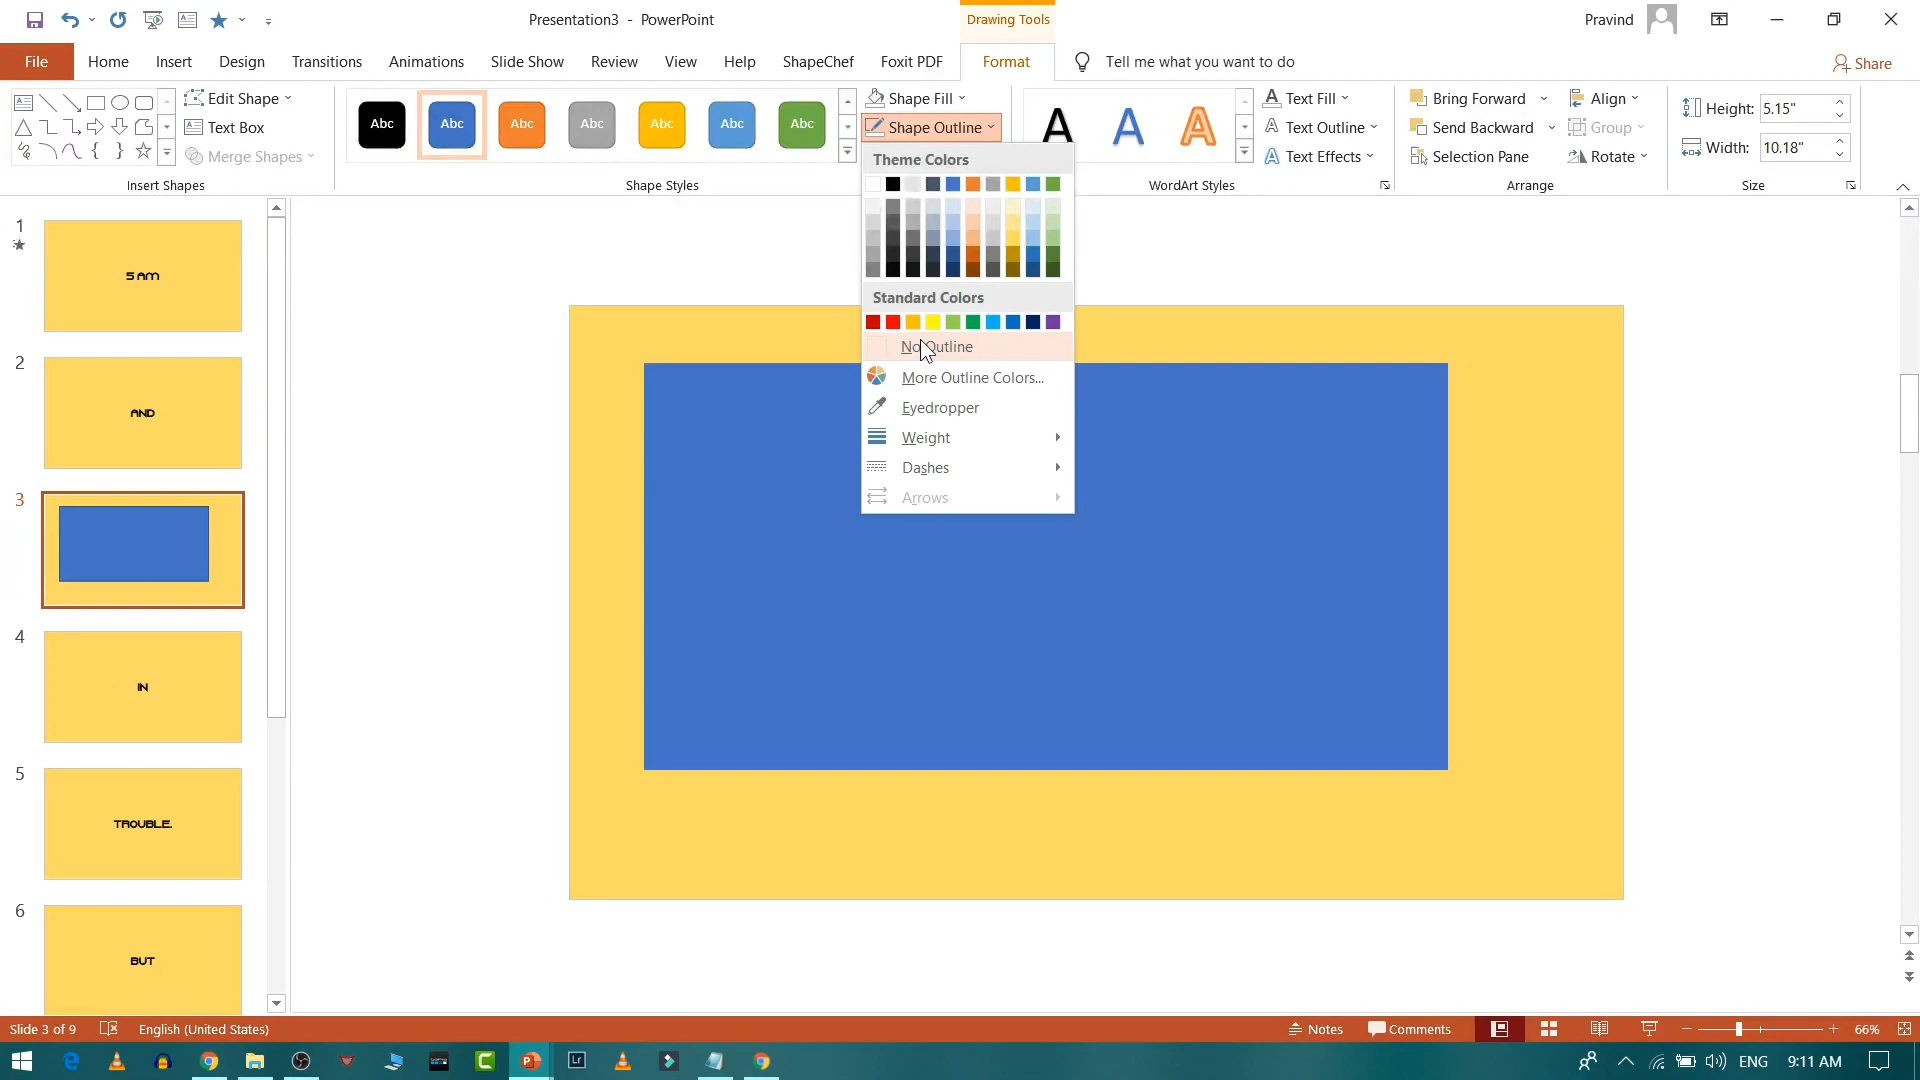 Presentation3 - PowerPoint
Drawing Tools
Pravind
File
Home
Insert
Design
Transitions
Animations
Slide Show
Review
View
Help
ShapeChef
Foxit PDF
Format
Tell me what you want to do
Share
Edit Shape
Text Box
Merge Shapes
Insert Shapes
Abc
Abc
Abc
Abc
Abc
Abc
Abc
Shape Styles
Shape Fill
Shape Outline
A
A
A
WordArt Styles
Text Fill
Text Outline
Text Effects
Bring Forward
Send Backward
Selection Pane
Align
Group
Rotate
Arrange
Height: 5.15"
Width: 10.18"
Size
Theme Colors
Standard Colors
No Outline
More Outline Colors...
Eyedropper
Weight
Dashes
Arrows
1
5 AM
2
AND
3
4
IN
5
TROUBLE.
6
BUT
Slide 3 of 9
English (United States)
Notes
Comments
66%
Lr
ENG
9:11 AM